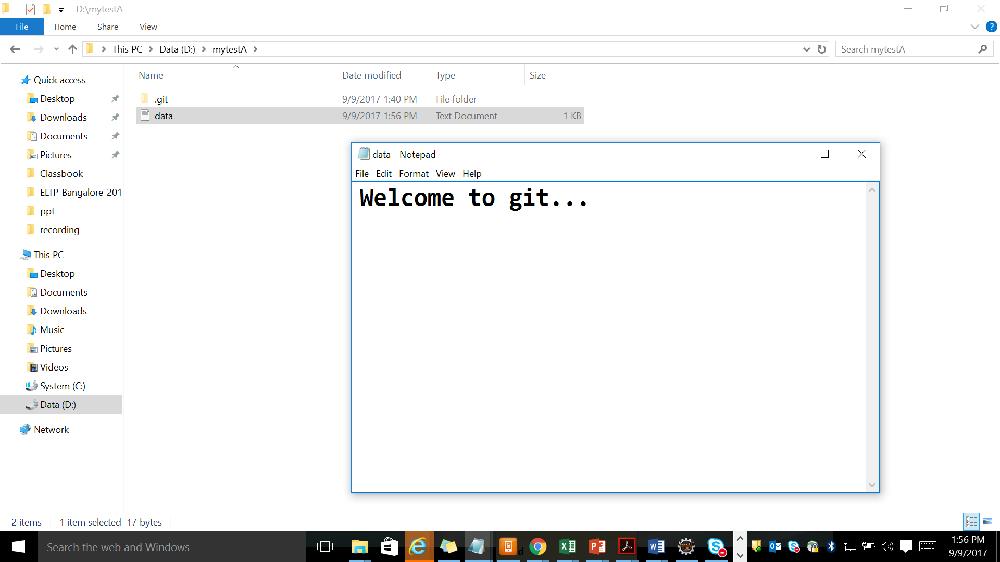 D:\mytestA
File Home Share View
This PC Data (D:) mytestA
Search mytestA
Name Date modified Type Size
.git 9/9/2017 1:40 PM File folder
data 9/9/2017 1:56 PM Text Document 1 KB
Quick access
Desktop
Downloads
Documents
Pictures
Classbook
ELTP_Bangalore_201
ppt
recording
This PC
Desktop
Documents
Downloads
Music
Pictures
Videos
System (C:)
Data (D:)
Network
data - Notepad
File Edit Format View Help
Welcome to git...
2 items 1 item selected 17 bytes
Search the web and Windows
1:56 PM
9/9/2017